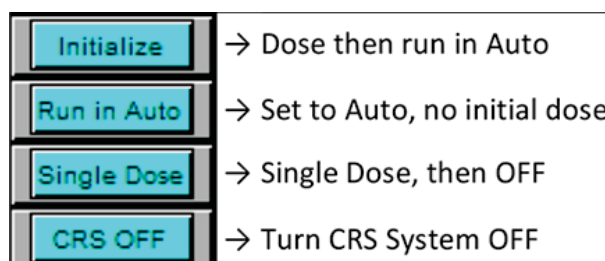 Initialize → Dose then run in Auto
Run in Auto → Set to Auto, no initial dose
Single Dose → Single Dose, then OFF
CRS OFF → Turn CRS System OFF